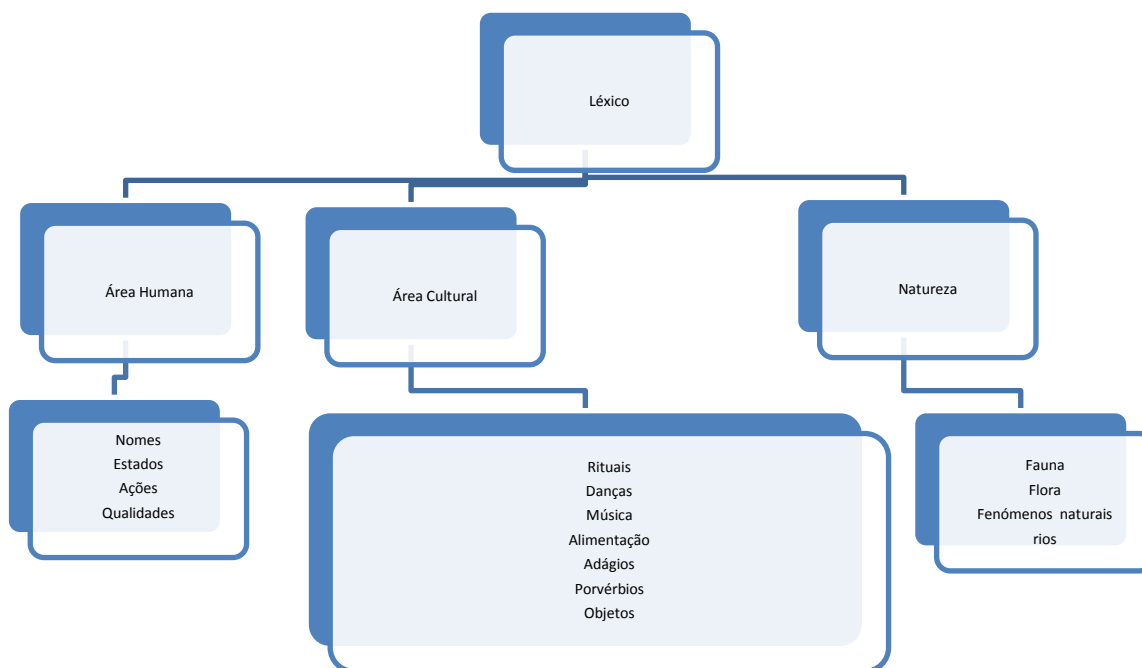 Léxico
Área Humana
Área Cultural
Natureza
Nomes
Estados
Ações
Qualidades
Rituais
Danças
Música
Alimentação
Adágios
Porvérbios
Objetos
Fauna
Flora
Fenómenos naturais
rios